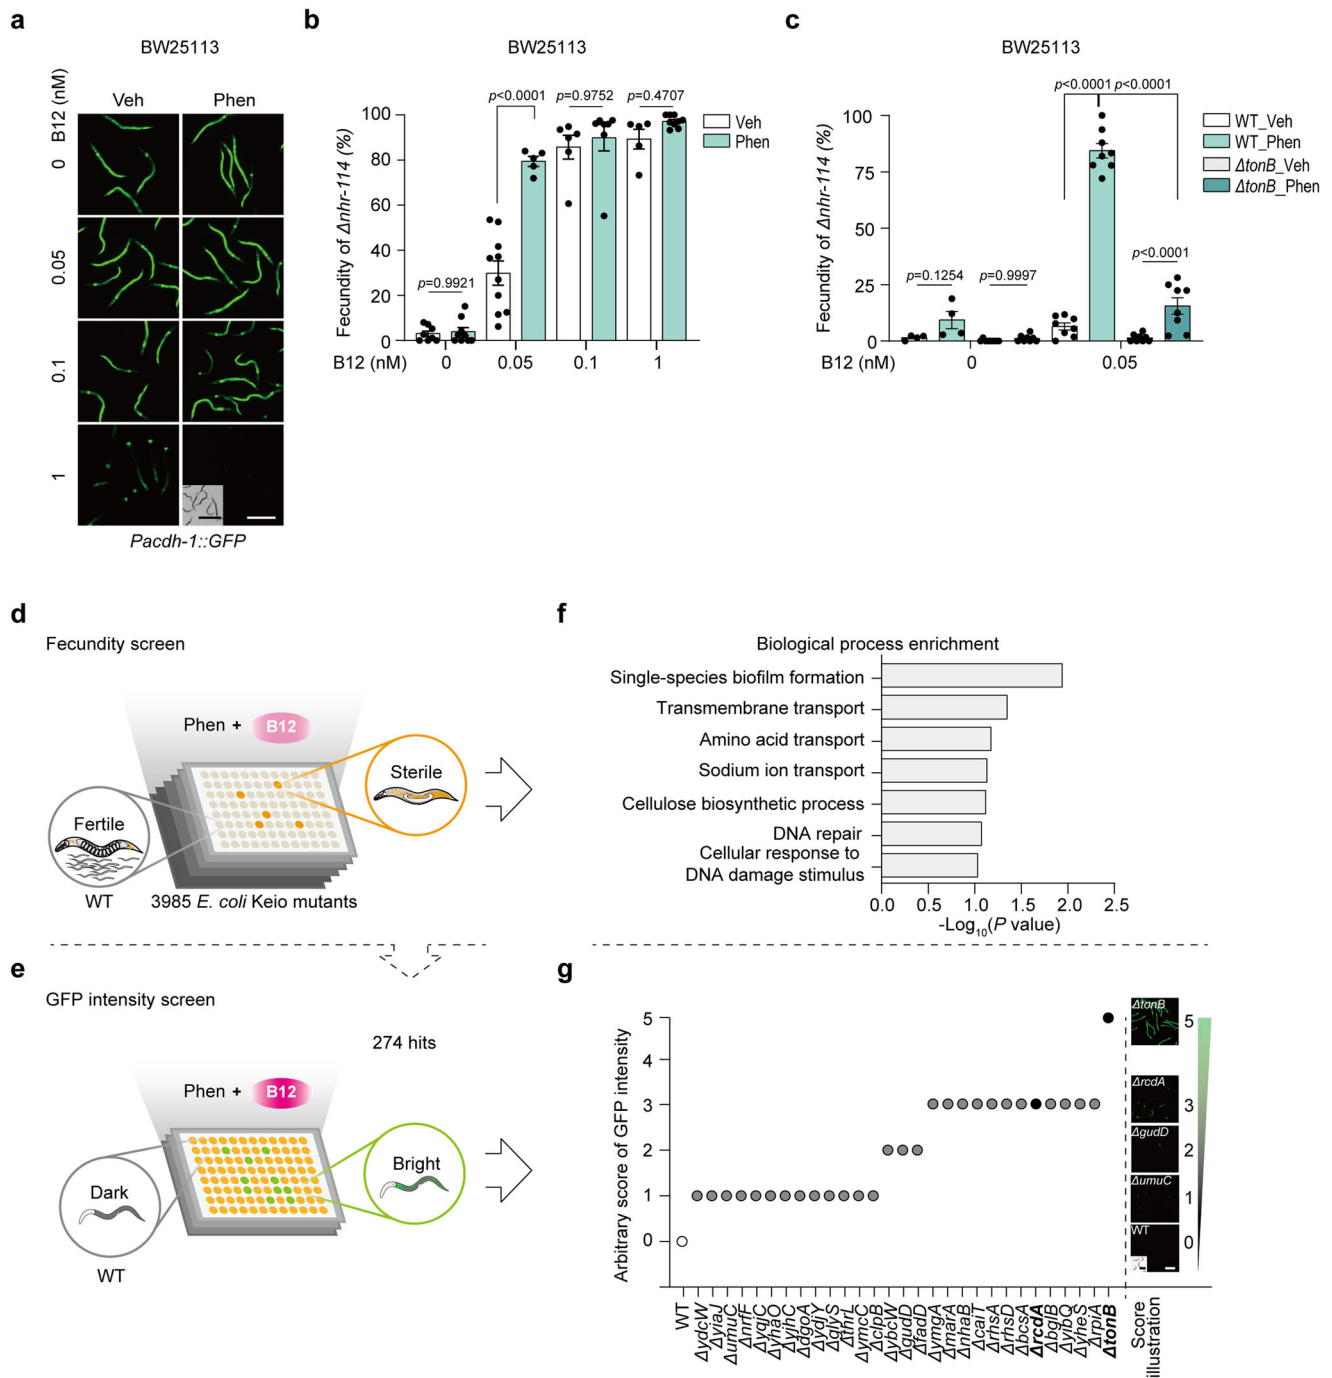 a
BW25113
B12 (nM)
Veh
Phen
0
0.05
0.1
1
Pacdh-1::GFP
b
BW25113
Fecundity of Δnhr-114 (%)
100
80
60
40
20
0
p=0.9921
p<0.0001
p=0.9752
p=0.4707
Veh
Phen
B12 (nM)
0
0.05
0.1
1
c
BW25113
Fecundity of Δnhr-114 (%)
100
75
50
25
0
p=0.1254
p=0.9997
p<0.0001
p<0.0001
p<0.0001
WT_Veh
WT_Phen
ΔtonB_Veh
ΔtonB_Phen
B12 (nM)
0
0.05
d
Fecundity screen
Phen + B12
Sterile
Fertile
WT
3985 E. coli Keio mutants
f
Biological process enrichment
Single-species biofilm formation
Transmembrane transport
Amino acid transport
Sodium ion transport
Cellulose biosynthetic process
DNA repair
Cellular response to
DNA damage stimulus
0.0 0.5 1.0 1.5 2.0 2.5
-Log10(P value)
e
GFP intensity screen
274 hits
Phen + B12
Bright
Dark
WT
g
Arbitrary score of GFP intensity
5
4
3
2
1
0
WT
ΔydcW
ΔyiaJ
ΔumuC
ΔnrfF
ΔyqjC
ΔyhaO
ΔyihC
ΔdgoA
ΔydjY
ΔglyS
ΔthrL
ΔymcC
ΔclpB
ΔybcW
ΔgudD
ΔfadD
ΔymgA
ΔmarA
ΔnhaB
ΔcaiT
ΔrhsA
ΔrhsD
ΔbcsA
ΔrcdA
ΔbglB
ΔyibQ
ΔyheS
ΔrpiA
ΔtonB
Score
illustration
ΔtonB
5
ΔrcdA
3
ΔgudD
2
ΔumuC
1
WT
0